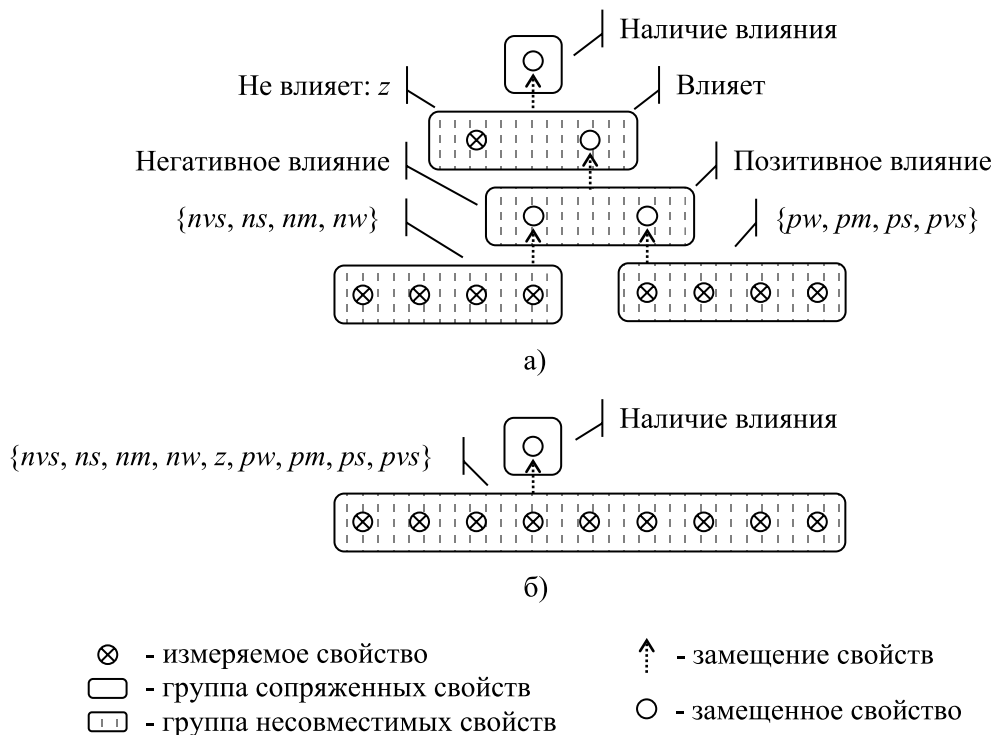 Наличие влияния
Не влияет: z
Влияет
Негативное влияние
Позитивное влияние
{nvs, ns, nm, nw}
{pw, pm, ps, pvs}
а)
Наличие влияния
{nvs, ns, nm, nw, z, pw, pm, ps, pvs}
б)
- измеряемое свойство
- замещение свойств
- группа сопряженных свойств
- группа несовместимых свойств
- замещенное свойство